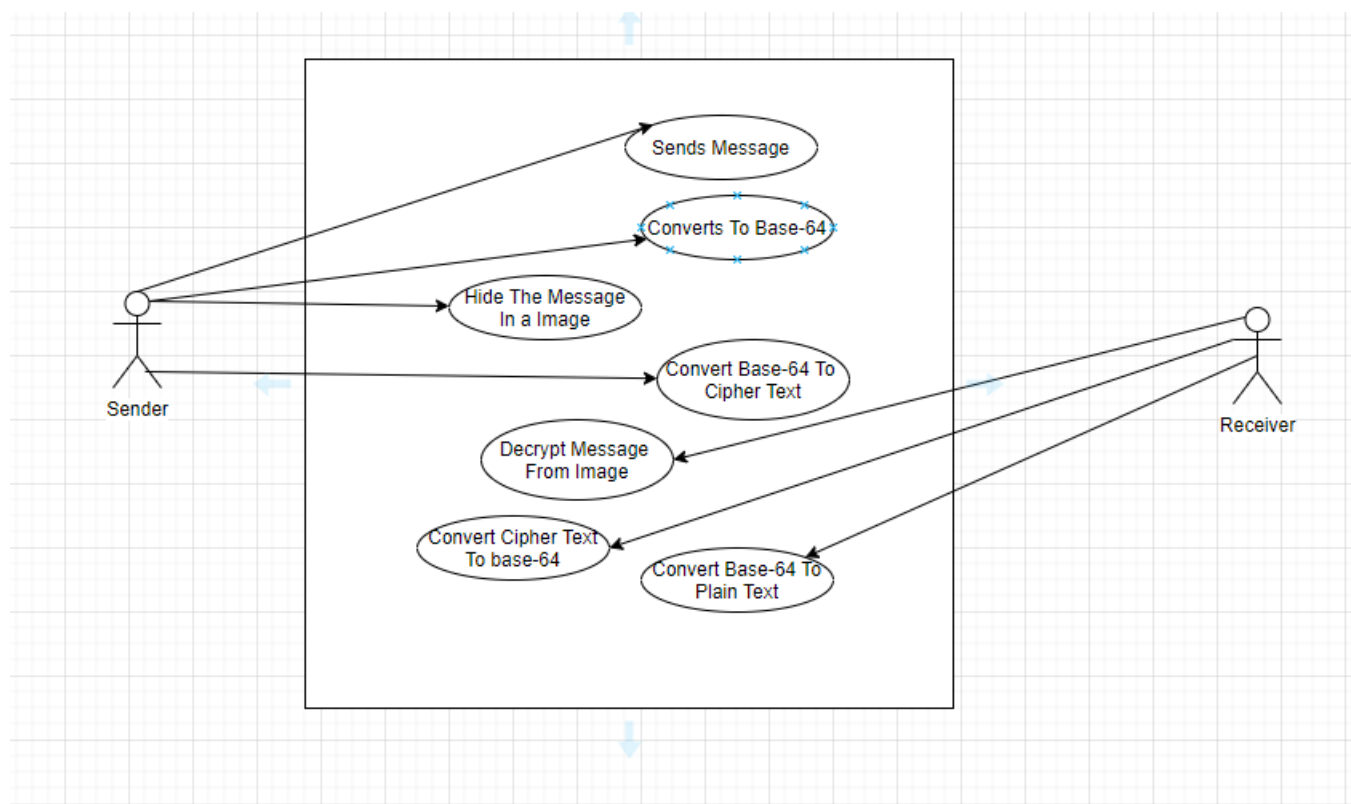 Sends Message
Converts To Base-64
Hide The Message
In a Image
Convert Base-64 To
Cipher Text
Sender
Receiver
Decrypt Message
From Image
Convert Cipher Text
To base-64
Convert Base-64 To
Plain Text